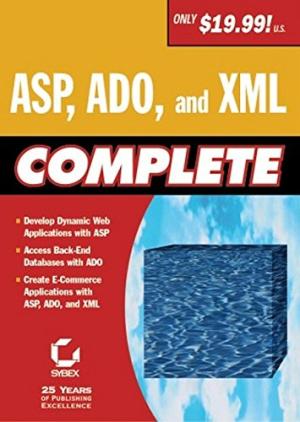 ONLY $19.99! U.S.
ASP, ADO, and XML
COMPLETE
Develop Dynamic Web
Applications with ASP
Access Back-End
Databases with ADO
Create E-Commerce
Applications with
ASP, ADO, and XML
SYBEX
25 YEARS
OF PUBLISHING
EXCELLENCE